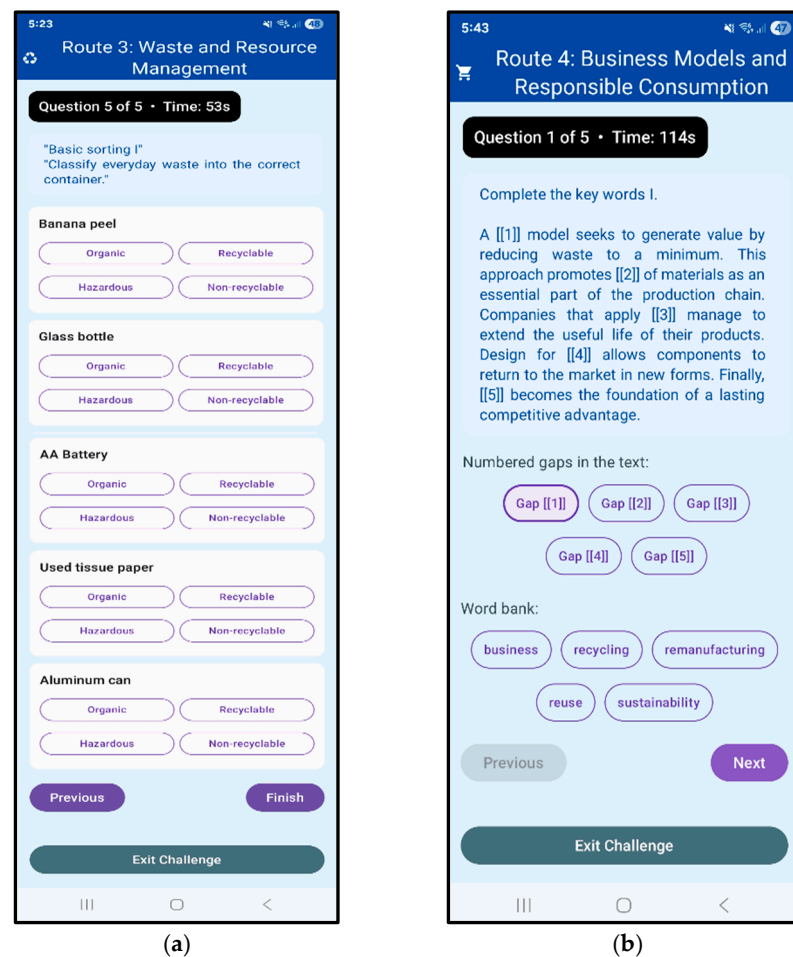 5:23
48
Route 3: Waste and Resource
Management
Question 5 of 5 • Time: 53s
"Basic sorting I"
"Classify everyday waste into the correct
container."
Banana peel
Organic
Recyclable
Hazardous
Non-recyclable
Glass bottle
Organic
Recyclable
Hazardous
Non-recyclable
AA Battery
Organic
Recyclable
Hazardous
Non-recyclable
Used tissue paper
Organic
Recyclable
Hazardous
Non-recyclable
Aluminum can
Organic
Recyclable
Hazardous
Non-recyclable
Previous
Finish
Exit Challenge
(a)
5:43
47
Route 4: Business Models and
Responsible Consumption
Question 1 of 5 • Time: 114s
Complete the key words I.
A [[1]] model seeks to generate value by
reducing waste to a minimum. This
approach promotes [[2]] of materials as an
essential part of the production chain.
Companies that apply [[3]] manage to
extend the useful life of their products.
Design for [[4]] allows components to
return to the market in new forms. Finally,
[[5]] becomes the foundation of a lasting
competitive advantage.
Numbered gaps in the text:
Gap [[1]]
Gap [[2]]
Gap [[3]]
Gap [[4]]
Gap [[5]]
Word bank:
business
recycling
remanufacturing
reuse
sustainability
Previous
Next
Exit Challenge
(b)